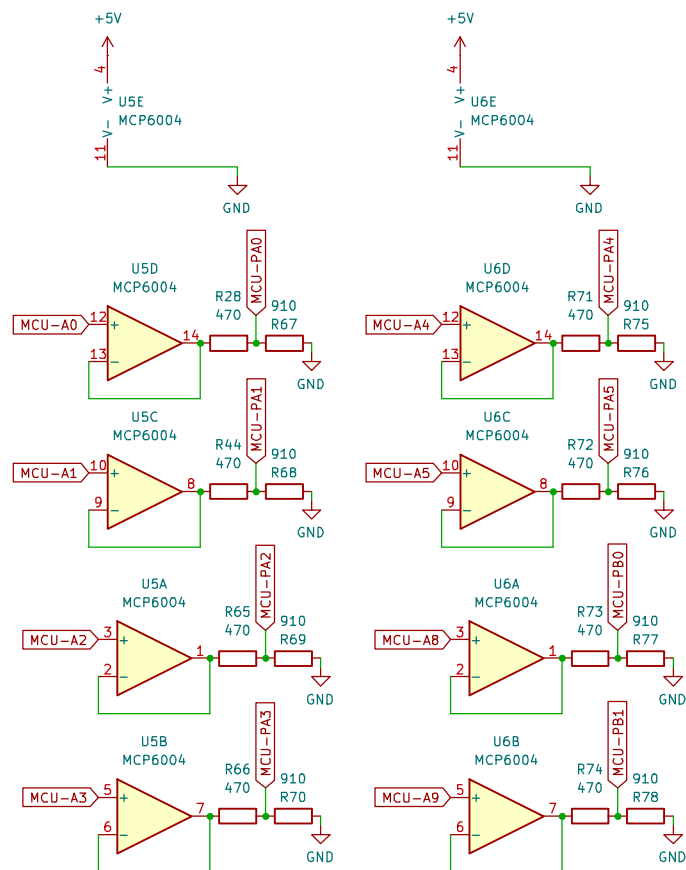 +5V
4
V+
U5E
MCP6004
V-
11
GND
+5V
4
V+
U6E
MCP6004
V-
11
GND
U5D
MCP6004
MCU-A0
12
+
13
−
14
R28
470
MCU-PA0
910
R67
GND
U6D
MCP6004
MCU-A4
12
+
13
−
14
R71
470
MCU-PA4
910
R75
GND
U5C
MCP6004
MCU-A1
10
+
9
−
8
R44
470
MCU-PA1
910
R68
GND
U6C
MCP6004
MCU-A5
10
+
9
−
8
R72
470
MCU-PA5
910
R76
GND
U5A
MCP6004
MCU-A2
3
+
2
−
1
R65
470
MCU-PA2
910
R69
GND
U6A
MCP6004
MCU-A8
3
+
2
−
1
R73
470
MCU-PB0
910
R77
GND
U5B
MCP6004
MCU-A3
5
+
6
−
7
R66
470
MCU-PA3
910
R70
GND
U6B
MCP6004
MCU-A9
5
+
6
−
7
R74
470
MCU-PB1
910
R78
GND